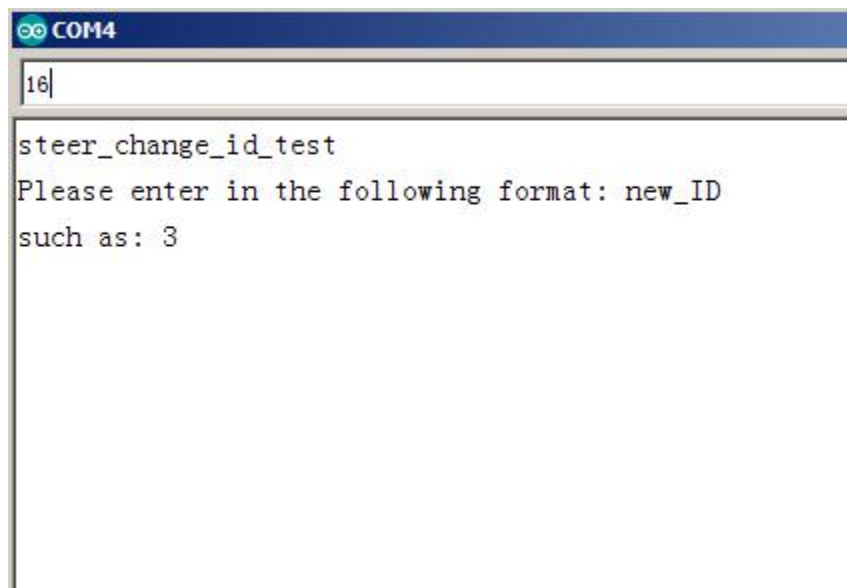 COM4
16
steer_change_id_test
Please enter in the following format: new_ID
such as: 3